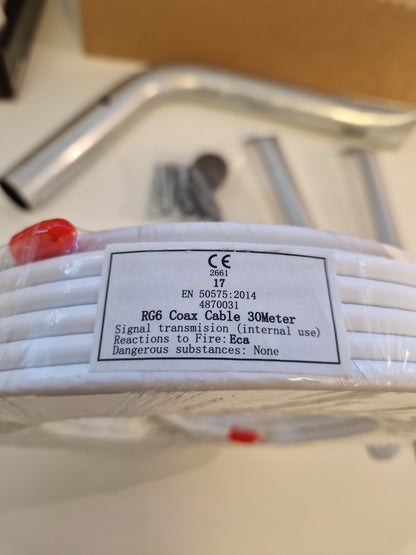 CE
2661
17
EN 50575:2014
4870031
RG6 Coax Cable 30Meter
Signal transmision (internal use)
Reactions to Fire: Eca
Dangerous substances: None